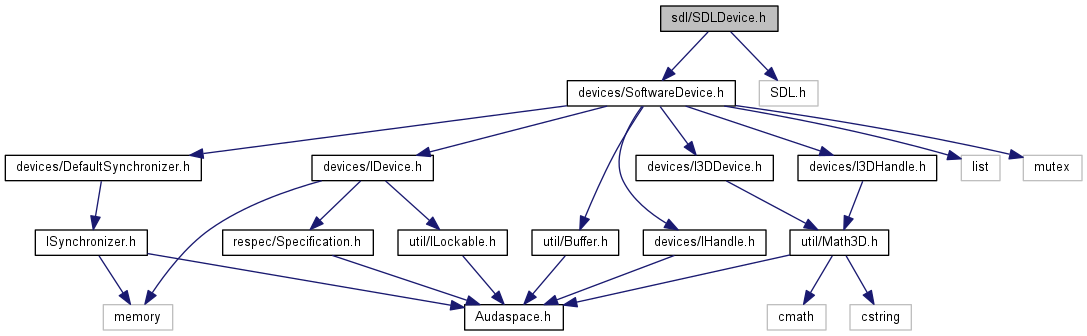 sdl/SDLDevice.h
devices/SoftwareDevice.h
SDL.h
devices/DefaultSynchronizer.h
devices/IDevice.h
devices/I3DDevice.h
devices/I3DHandle.h
list
mutex
ISynchronizer.h
respec/Specification.h
util/ILockable.h
util/Buffer.h
devices/IHandle.h
util/Math3D.h
memory
Audaspace.h
cmath
cstring